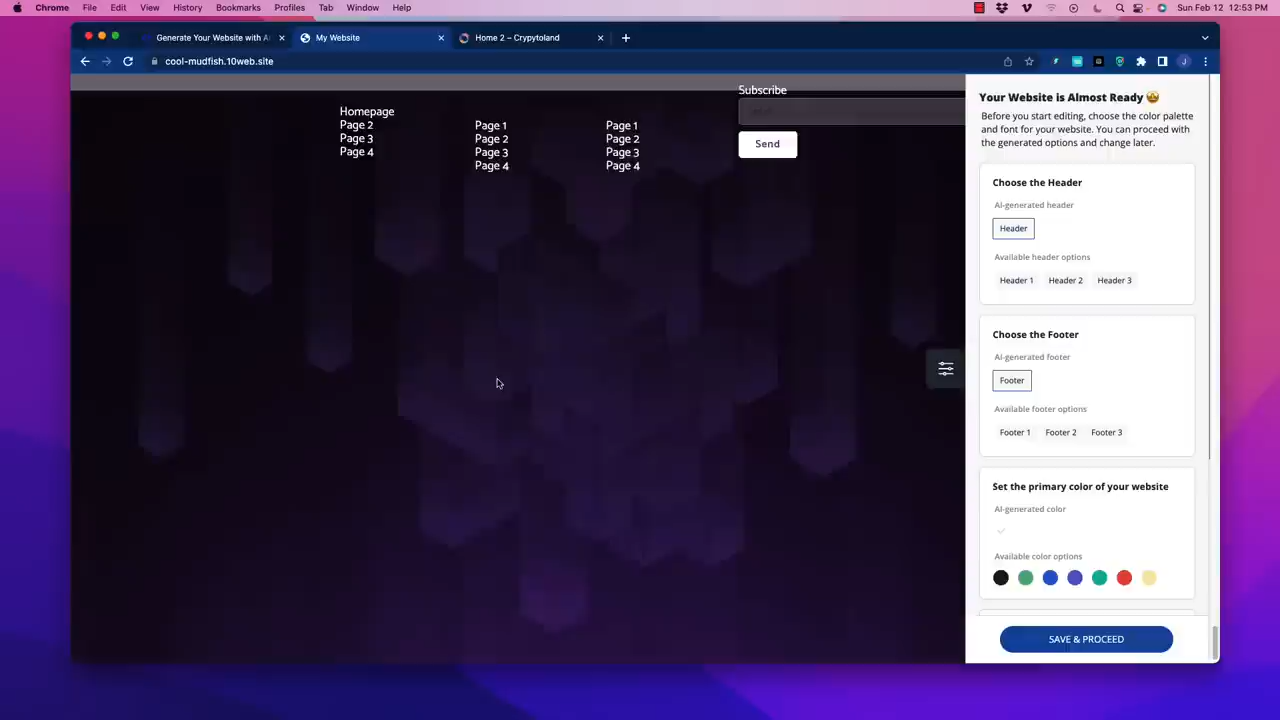 Chrome File Edit View History Bookmarks Profiles Tab Window Help
Sun Feb 12 12:53 PM
Generate Your Website with A
My Website
Home 2 – Crypytoland
cool-mudfish.10web.site
J
Homepage
Page 2
Page 3
Page 4
Page 1
Page 2
Page 3
Page 4
Page 1
Page 2
Page 3
Page 4
Subscribe
Send
Your Website is Almost Ready 🤩
Before you start editing, choose the color palette
and font for your website. You can proceed with
the generated options and change later.
Choose the Header
AI-generated header
Header
Available header options
Header 1 Header 2 Header 3
Choose the Footer
AI-generated footer
Footer
Available footer options
Footer 1 Footer 2 Footer 3
Set the primary color of your website
AI-generated color
Available color options
SAVE & PROCEED